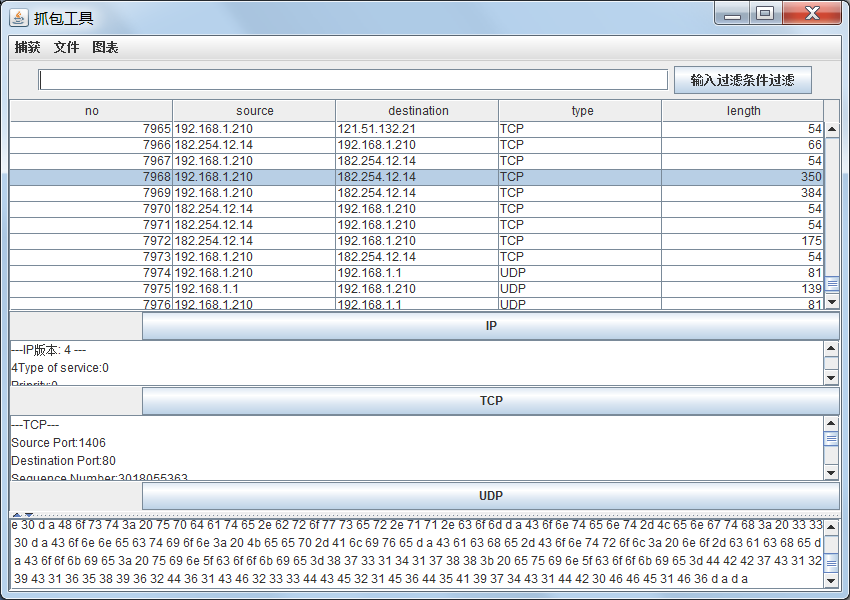 抓包工具
捕获 文件 图表
输入过滤条件过滤
no source destination type length
7965 192.168.1.210 121.51.132.21 TCP 54
7966 182.254.12.14 192.168.1.210 TCP 66
7967 192.168.1.210 182.254.12.14 TCP 54
7968 192.168.1.210 182.254.12.14 TCP 350
7969 192.168.1.210 182.254.12.14 TCP 384
7970 182.254.12.14 192.168.1.210 TCP 54
7971 182.254.12.14 192.168.1.210 TCP 54
7972 182.254.12.14 192.168.1.210 TCP 175
7973 192.168.1.210 182.254.12.14 TCP 54
7974 192.168.1.210 192.168.1.1 UDP 81
7975 192.168.1.1 192.168.1.210 UDP 139
7976 192.168.1.210 192.168.1.1 UDP 81
IP
---IP版本: 4 ---
4Type of service:0
Priprity:0
TCP
---TCP---
Source Port:1406
Destination Port:80
Sequence Number:3018055363
UDP
e 30 d a 48 6f 73 74 3a 20 75 70 64 61 74 65 2e 62 72 6f 77 73 65 72 2e 71 71 2e 63 6f 6d d a 43 6f 6e 74 65 6e 74 2d 4c 65 6e 67 74 68 3a 20 33 33
30 d a 43 6f 6e 6e 65 63 74 69 6f 6e 3a 20 4b 65 65 70 2d 41 6c 69 76 65 d a 43 61 63 68 65 2d 43 6f 6e 74 72 6f 6c 3a 20 6e 6f 2d 63 61 63 68 65 d
a 43 6f 6f 6b 69 65 3a 20 75 69 6e 5f 63 6f 6f 6b 69 65 3d 38 37 33 31 34 31 37 38 38 3b 20 65 75 69 6e 5f 63 6f 6f 6b 69 65 3d 44 42 42 37 43 31 32
39 43 31 36 35 38 39 36 32 44 36 31 43 46 32 33 33 44 43 45 32 31 45 36 44 35 41 39 37 34 43 31 44 42 30 46 46 45 31 46 36 d a d a